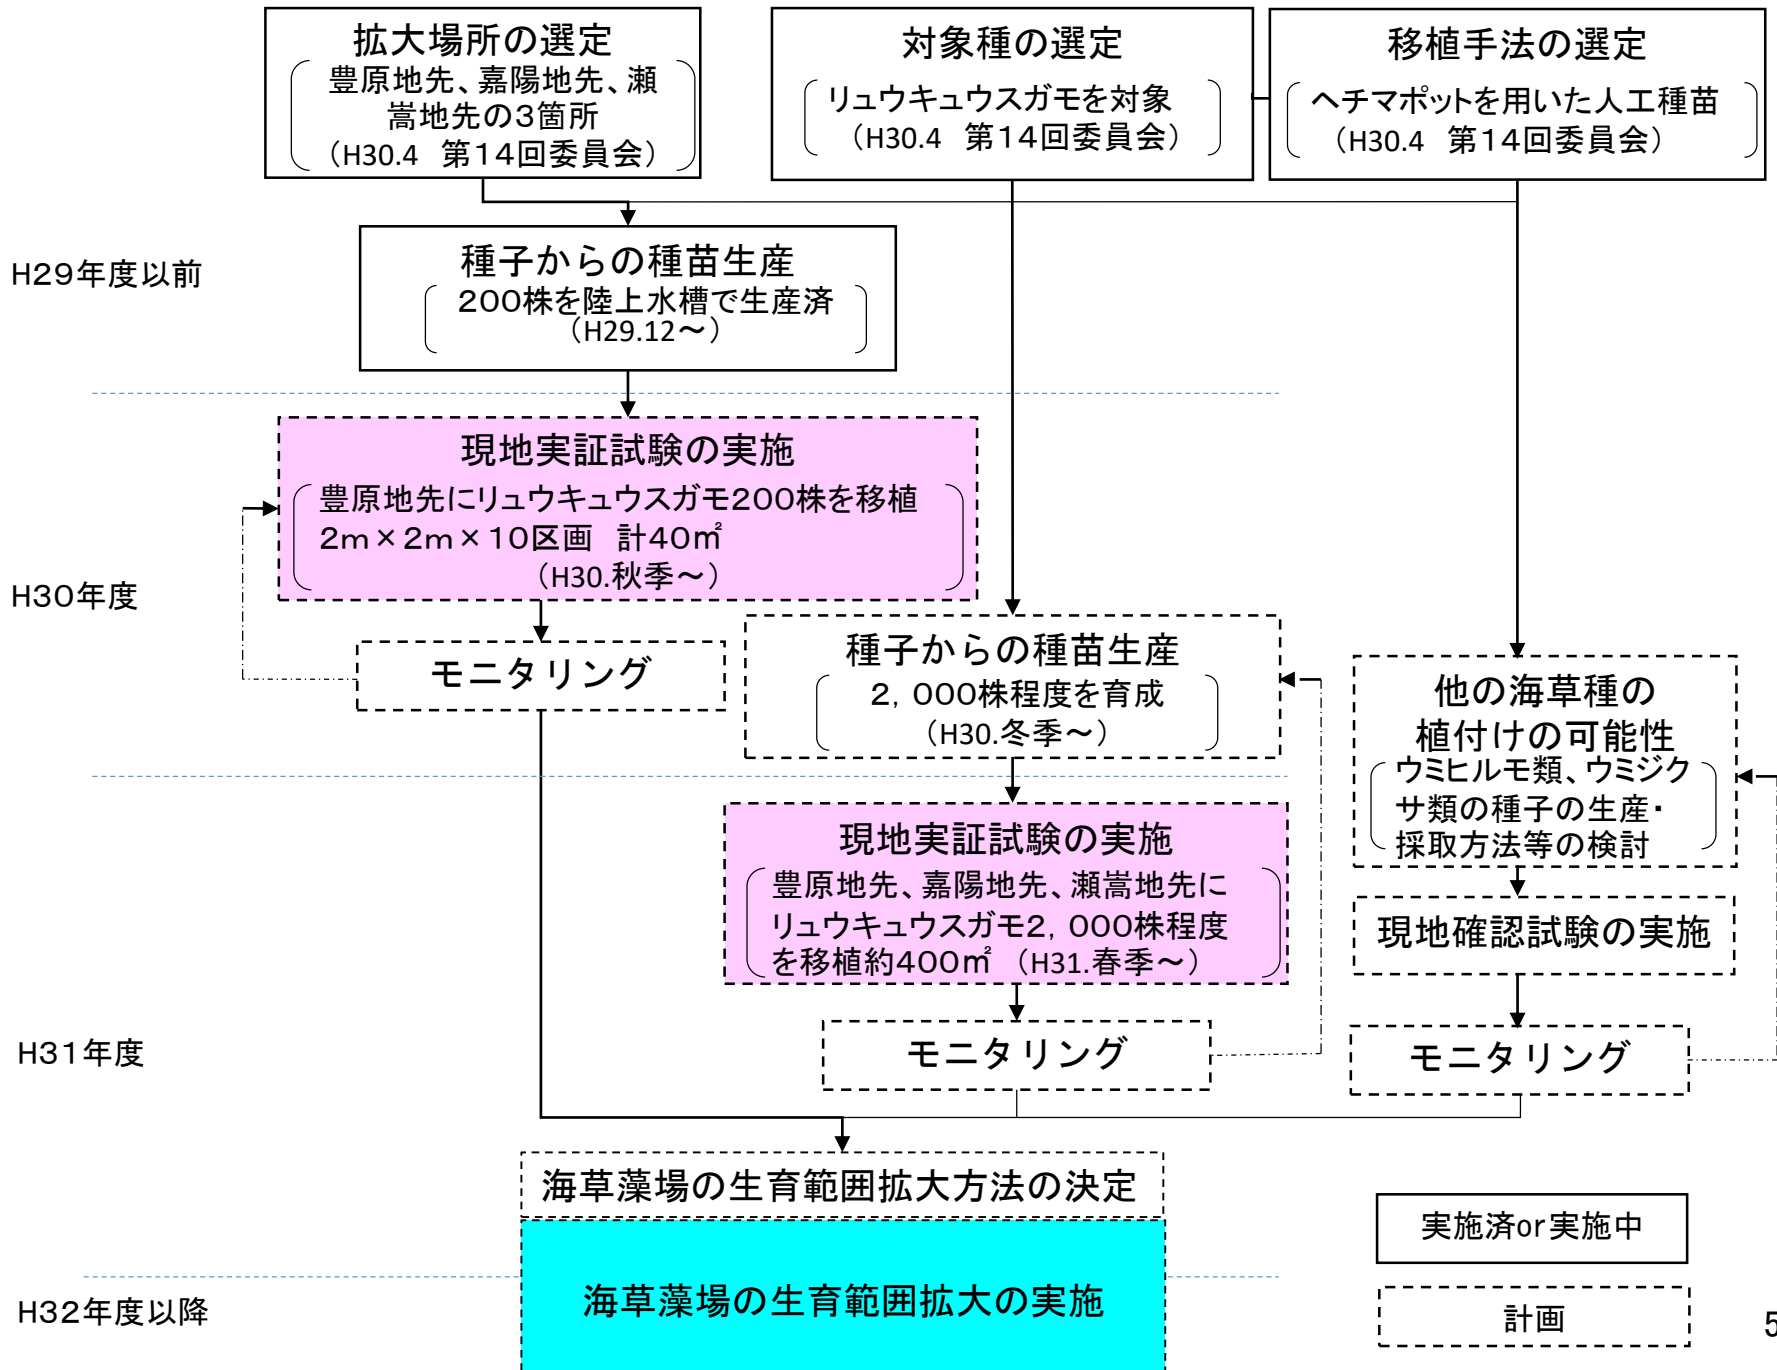 拡大場所の選定
豊原地先、嘉陽地先、瀬
嵩地先の3箇所
（H30.4　第14回委員会）
対象種の選定
リュウキュウスガモを対象
（H30.4　第14回委員会）
移植手法の選定
ヘチマポットを用いた人工種苗
（H30.4　第14回委員会）
H29年度以前
種子からの種苗生産
200株を陸上水槽で生産済
（H29.12～）
H30年度
現地実証試験の実施
豊原地先にリュウキュウスガモ200株を移植
2m×2m×10区画　計40㎡
（H30.秋季～）
モニタリング
種子からの種苗生産
2，000株程度を育成
（H30.冬季～）
他の海草種の
植付けの可能性
ウミヒルモ類、ウミジク
サ類の種子の生産・
採取方法等の検討
H31年度
現地実証試験の実施
豊原地先、嘉陽地先、瀬嵩地先に
リュウキュウスガモ2，000株程度
を移植約400㎡（H31.春季～）
モニタリング
現地確認試験の実施
モニタリング
海草藻場の生育範囲拡大方法の決定
H32年度以降
海草藻場の生育範囲拡大の実施
実施済or実施中
計画
5